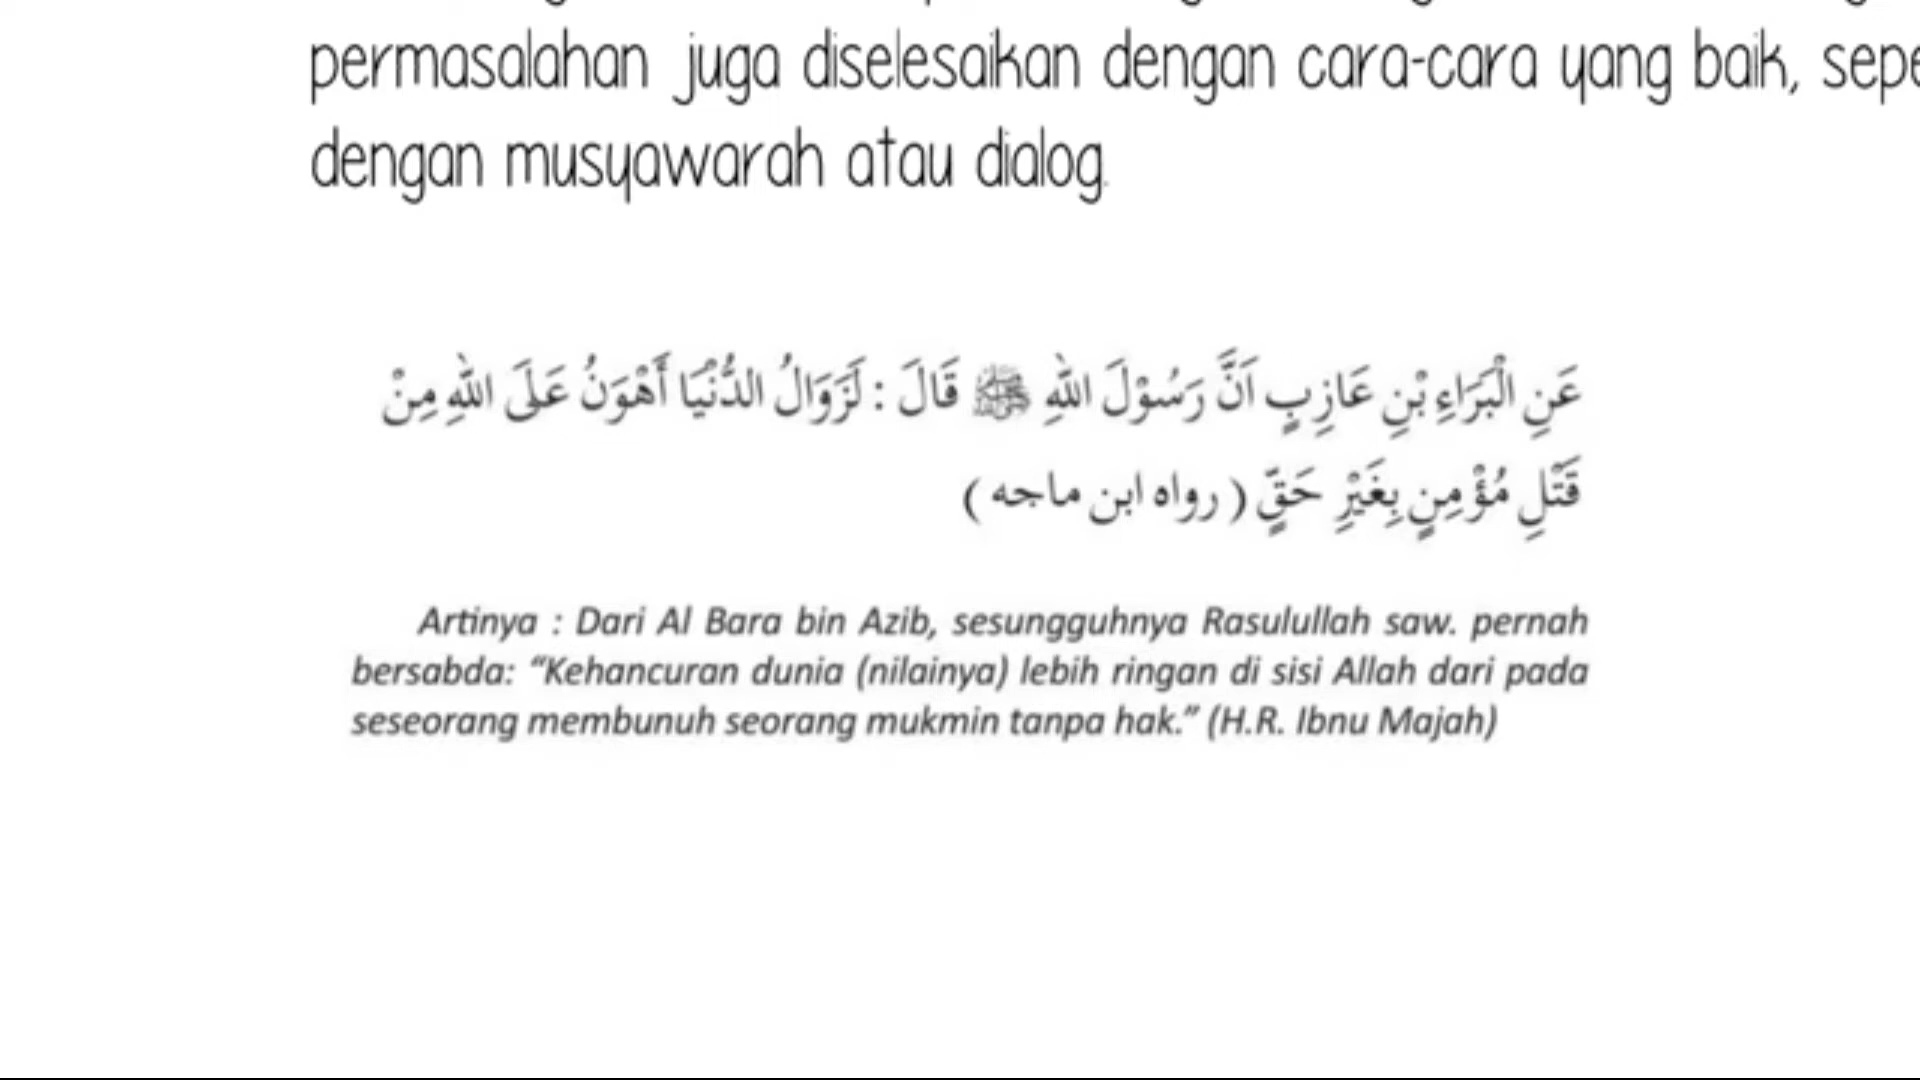 permasalahan juga diselesaikan dengan cara-cara yang baik, sepe
dengan musyawarah atau dialog.
عَنِ الْبَرَاءِ بْنِ عَازِبٍ اَنَّ رَسُوْلَ اللهِ ﷺ قَالَ : لَزَوَالُ الدُّنْيَا أَهْوَنُ عَلَى اللهِ مِنْ
قَتْلِ مُؤْمِنٍ بِغَيْرِ حَقٍّ ( رواه ابن ماجه )
Artinya : Dari Al Bara bin Azib, sesungguhnya Rasulullah saw. pernah
bersabda: “Kehancuran dunia (nilainya) lebih ringan di sisi Allah dari pada
seseorang membunuh seorang mukmin tanpa hak.” (H.R. Ibnu Majah)